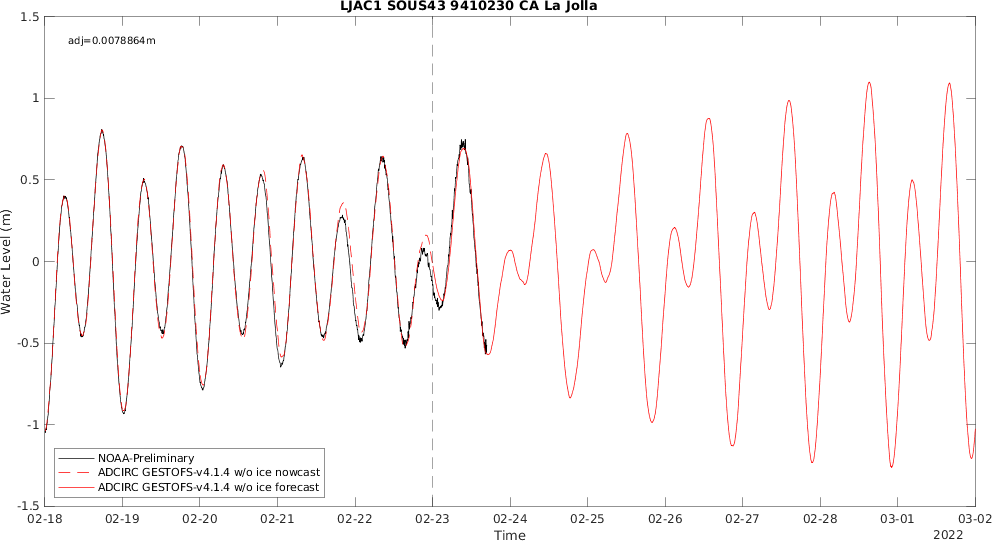 LJAC1 SOUS43 9410230 CA La Jolla
adj=0.0078864m
1.5
1
0.5
0
-0.5
-1
-1.5
Water Level (m)
NOAA-Preliminary
ADCIRC GESTOFS-v4.1.4 w/o ice nowcast
ADCIRC GESTOFS-v4.1.4 w/o ice forecast
02-18 02-19 02-20 02-21 02-22 02-23 02-24 02-25 02-26 02-27 02-28 03-01 03-02
Time
2022